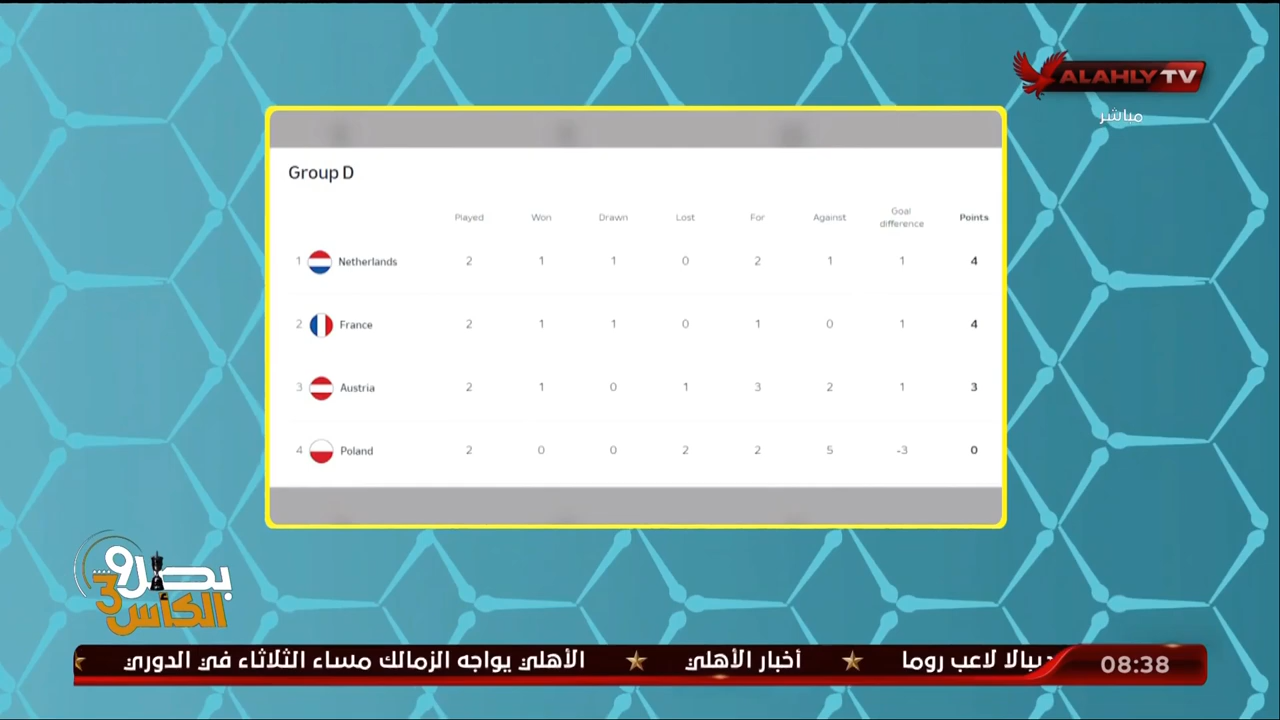 ALAHLY TV
مباشر
Group D
Played Won Drawn Lost For Against Goal difference Points
1 Netherlands 2 1 1 0 2 1 1 4
2 France 2 1 1 0 1 0 1 4
3 Austria 2 1 0 1 3 2 1 3
4 Poland 2 0 0 2 2 5 -3 0
الكأس
ديبالا لاعب روما ★ أخبار الأهلي ★ الأهلي يواجه الزمالك مساء الثلاثاء في الدوري
08:38